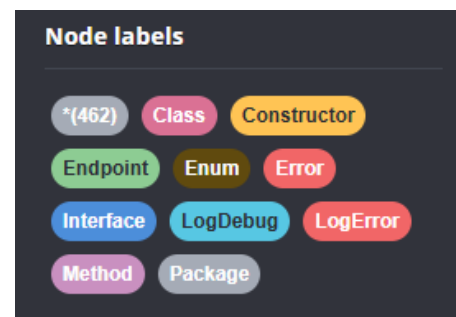 Node labels
*(462) Class Constructor
Endpoint Enum Error
Interface LogDebug LogError
Method Package